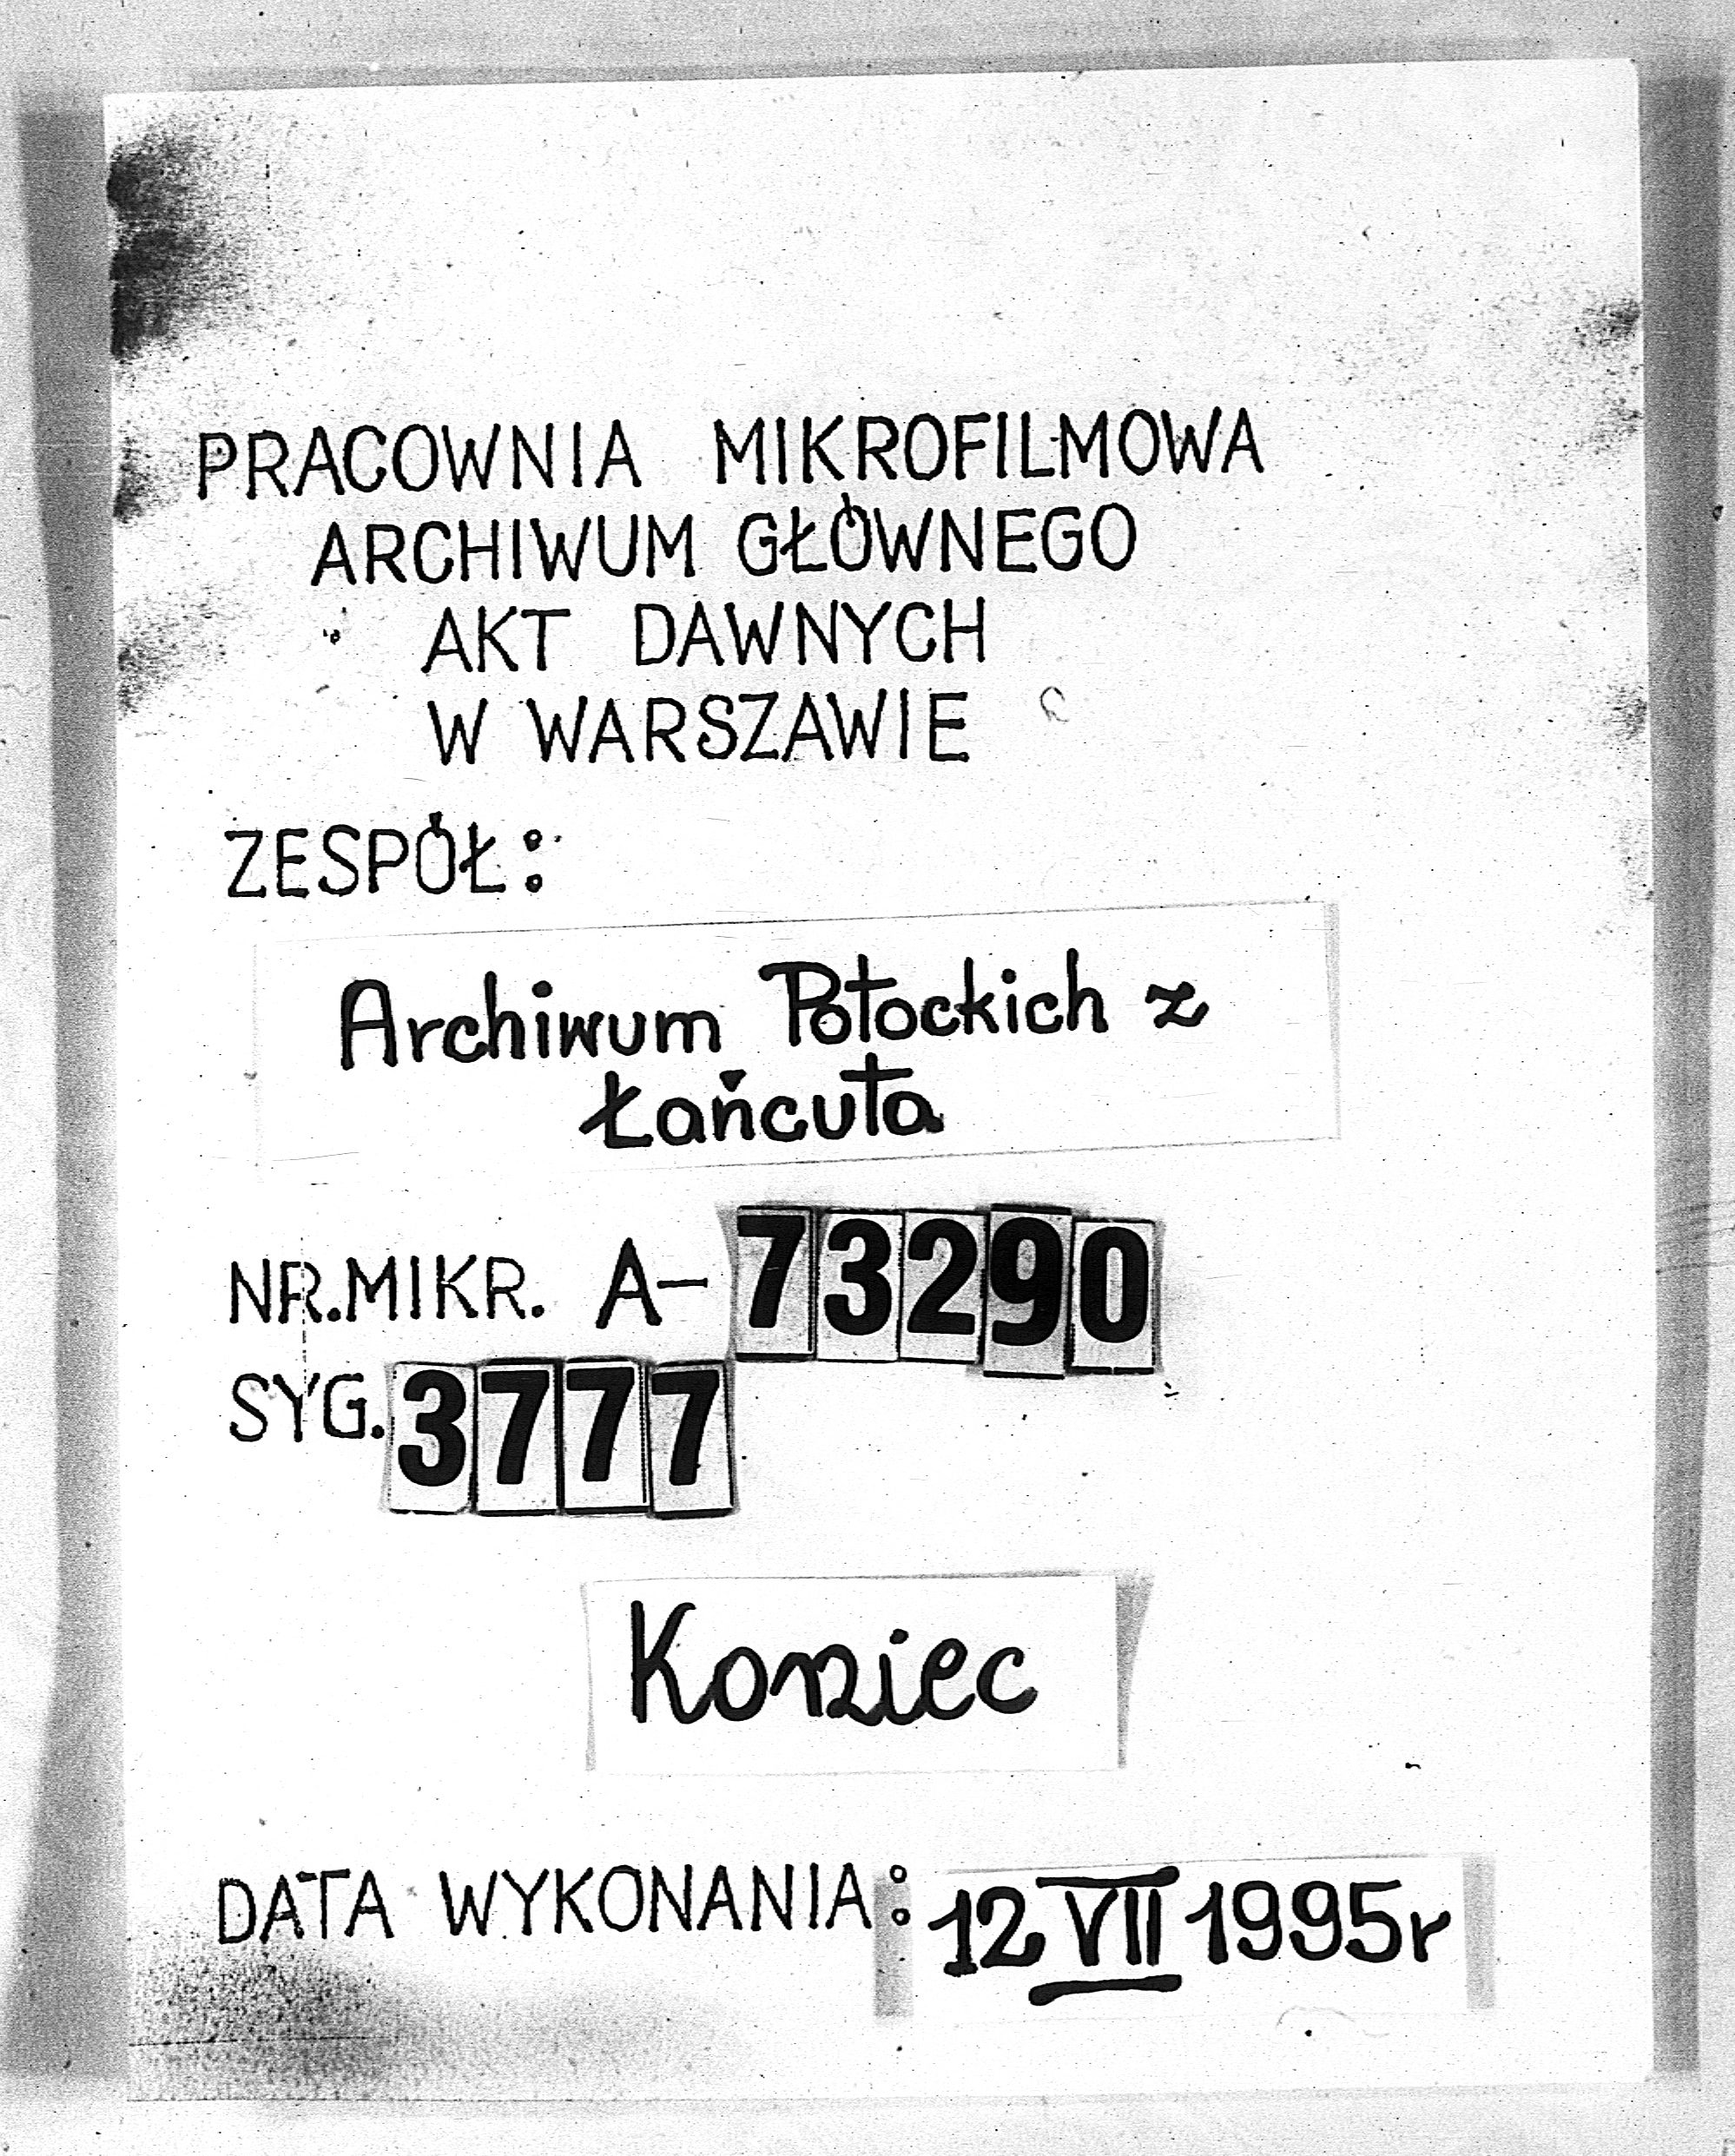 PRACOWNIA MIKROFILMOWA
ARCHIWUM GŁÓWNEGO
AKT DAWNYCH
W WARSZAWIE
ZESPÓŁ:
Archiwum Potockich z
Łańcuta
NR.MIKR. A-73290
SYG.3777
Koniec
DATA WYKONANIA: 12 VII 1995r